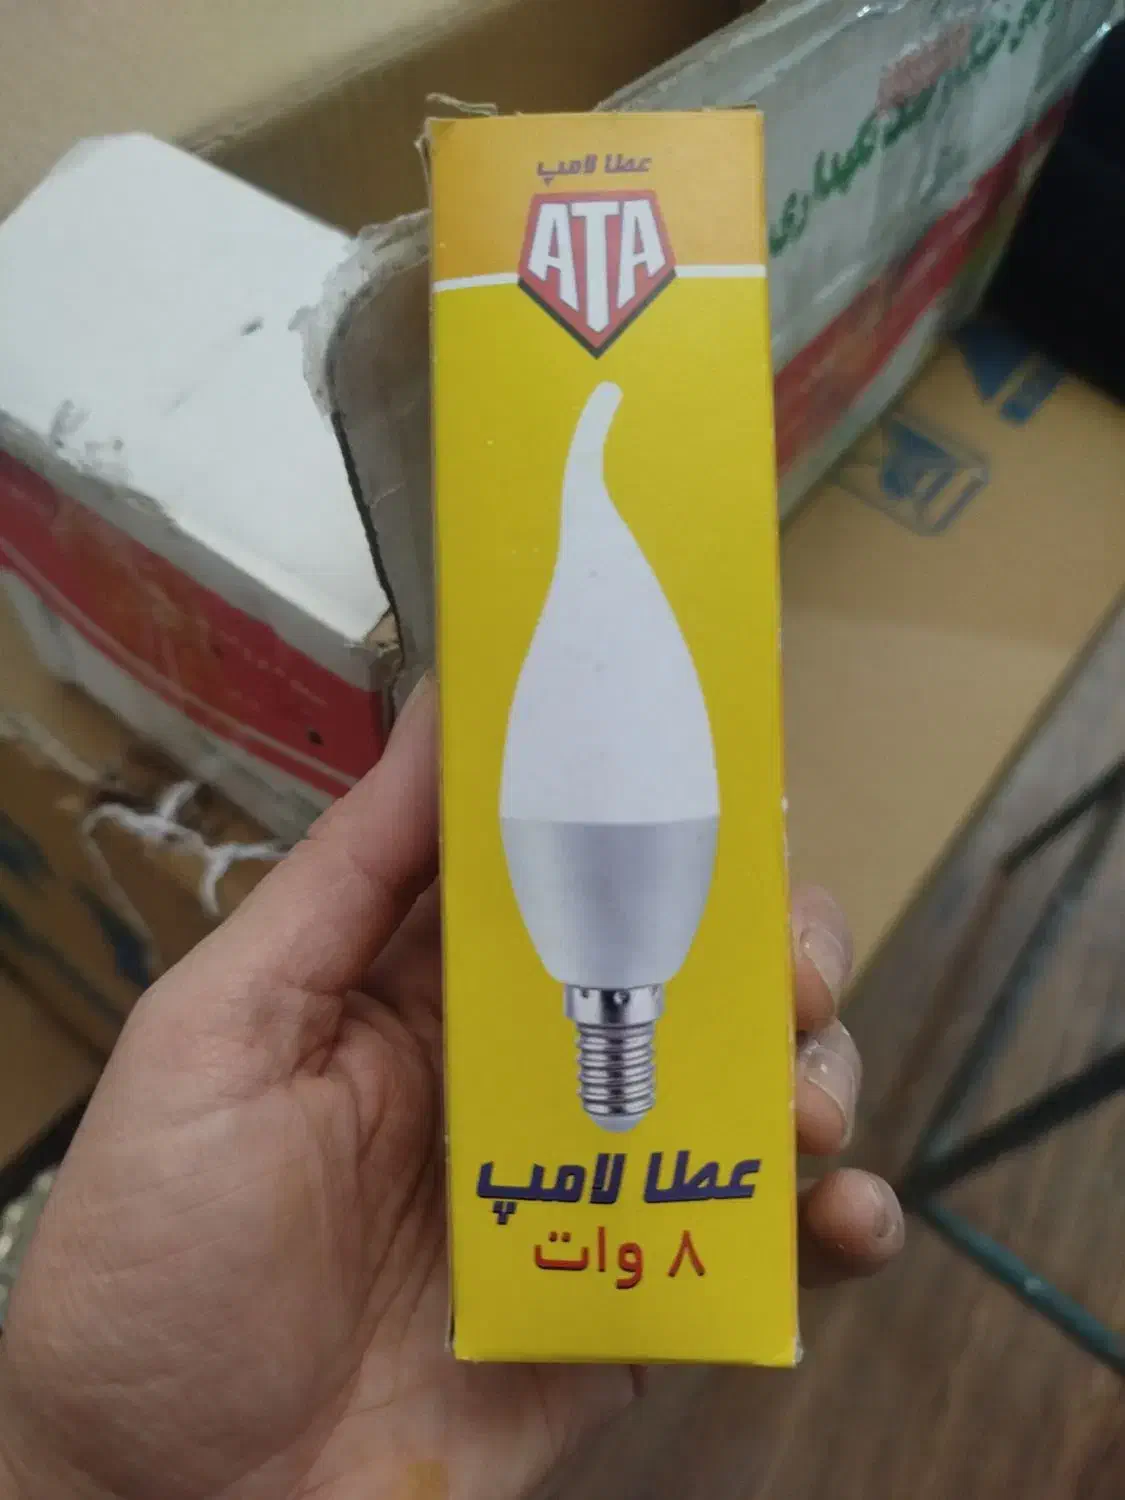 عطا لامپ
ATA
عطا لامپ
۸ وات